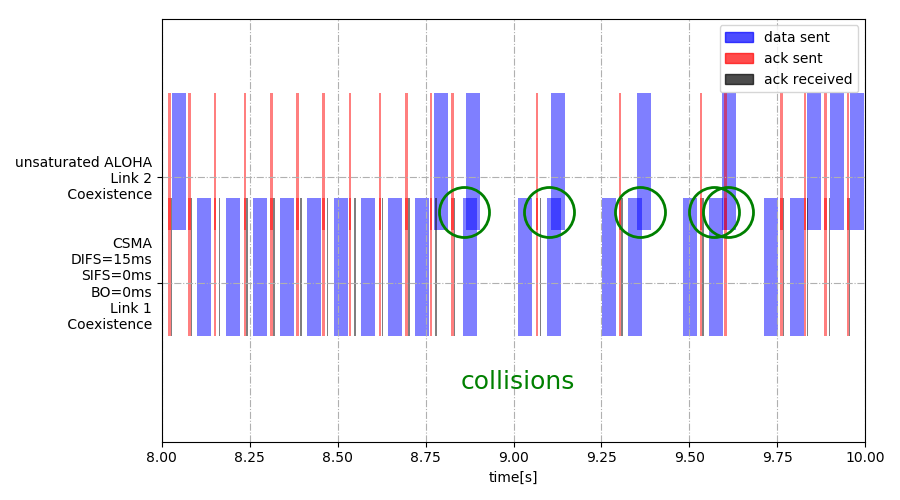 data sent
ack sent
ack received
unsaturated ALOHA
Link 2
Coexistence
CSMA
DIFS=15ms
SIFS=0ms
BO=0ms
Link 1
Coexistence
collisions
8.00 8.25 8.50 8.75 9.00 9.25 9.50 9.75 10.00
time[s]